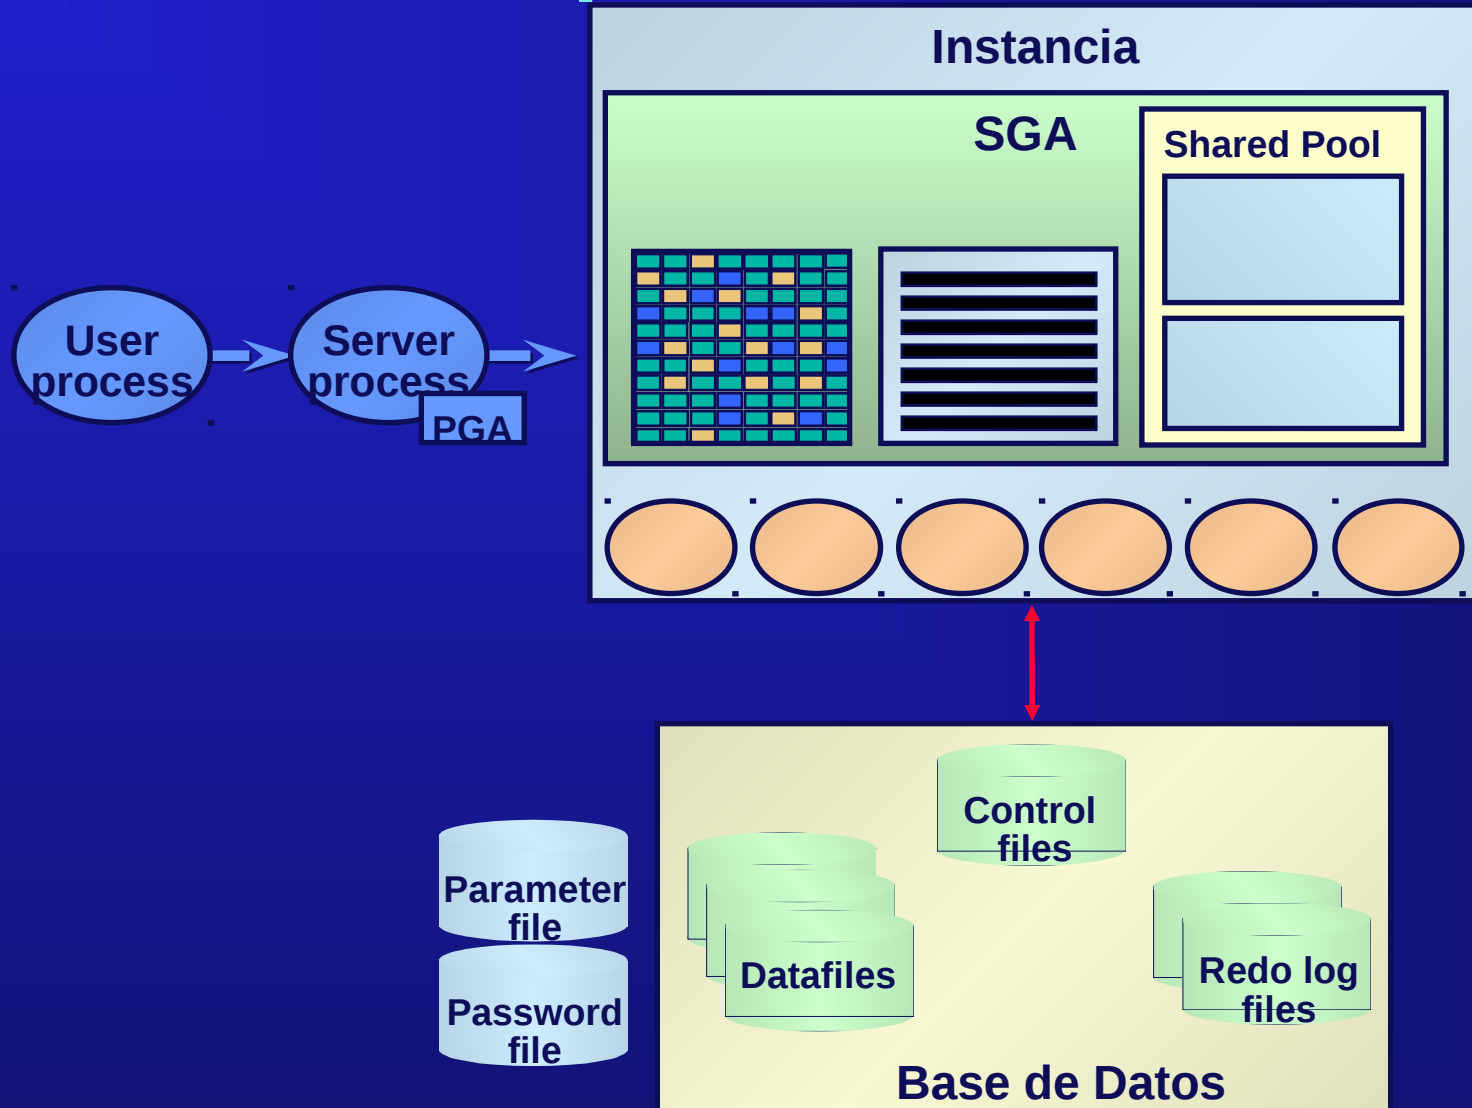 Instancia
SGA
Shared Pool
User
process
Server
process
PGA
Control
files
Parameter
file
Datafiles
Redo log
files
Password
file
Base de Datos